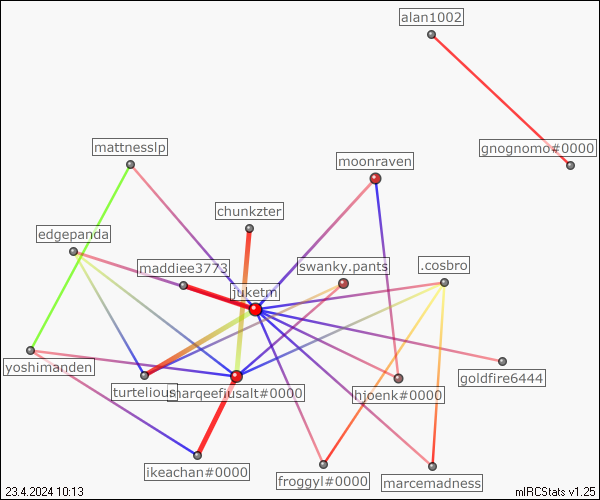 alan1002
gnognomo#0000
mattnesslp
moonraven
chunkzter
edgepanda
maddiee3773
swanky.pants
.cosbro
juketm
yoshimanden
goldfire6444
turtelious
marqeefiusalt#0000
hjoenk#0000
ikeachan#0000
froggyl#0000
marcemadness
23.4.2024 10:13
mIRCStats v1.25